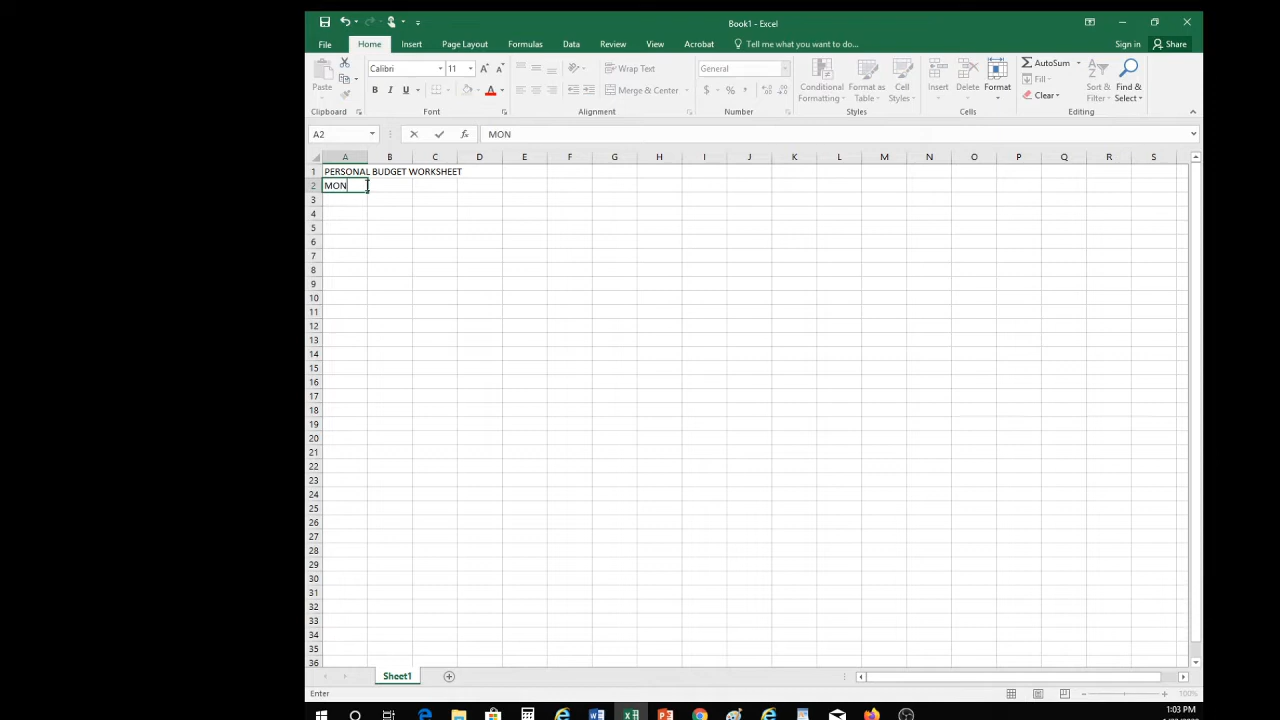 Book1 - Excel
File Home Insert Page Layout Formulas Data Review View Acrobat Tell me what you want to do... Sign in Share
Calibri 11 Wrap Text General AutoSum
Fill
Paste B I U Merge & Center $ % Conditional Formatting Format as Table Cell Styles Insert Delete Format Clear Sort & Filter Find & Select
Clipboard Font Alignment Number Styles Cells Editing
A2 fx MON
A B C D E F G H I J K L M N O P Q R S
1 PERSONAL BUDGET WORKSHEET
2 MON
3
4
5
6
7
8
9
10
11
12
13
14
15
16
17
18
19
20
21
22
23
24
25
26
27
28
29
30
31
32
33
34
35
36
Sheet1
Enter 100%
1:03 PM